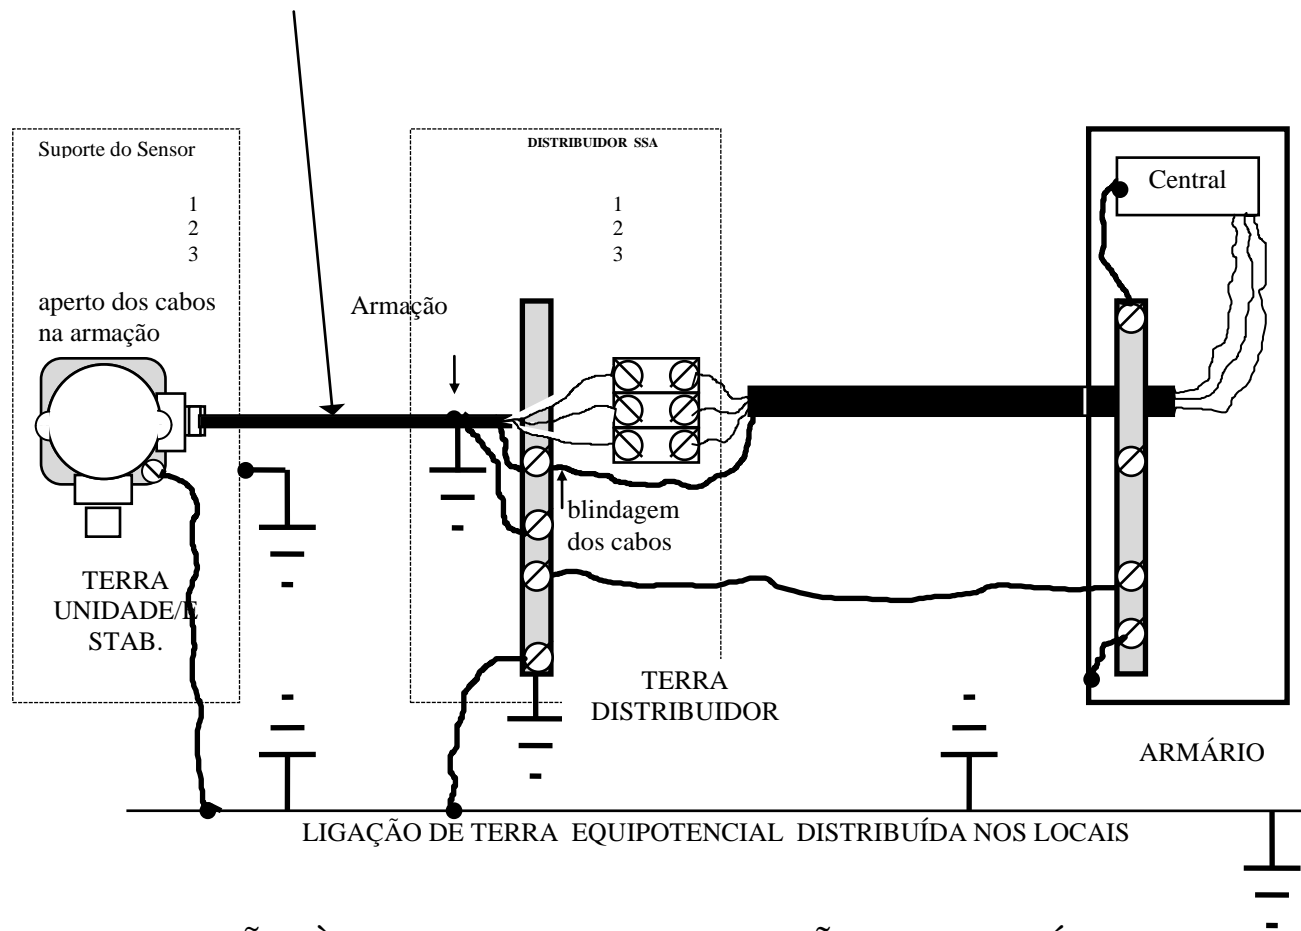 Suporte do Sensor
1
2
3
aperto dos cabos
na armação
Armação
DISTRIBUIDOR SSA
1
2
3
Central
blindagem
dos cabos
TERRA
UNIDADE/E
STAB.
TERRA
DISTRIBUIDOR
ARMÁRIO
LIGAÇÃO DE TERRA EQUIPOTENCIAL DISTRIBUÍDA NOS LOCAIS